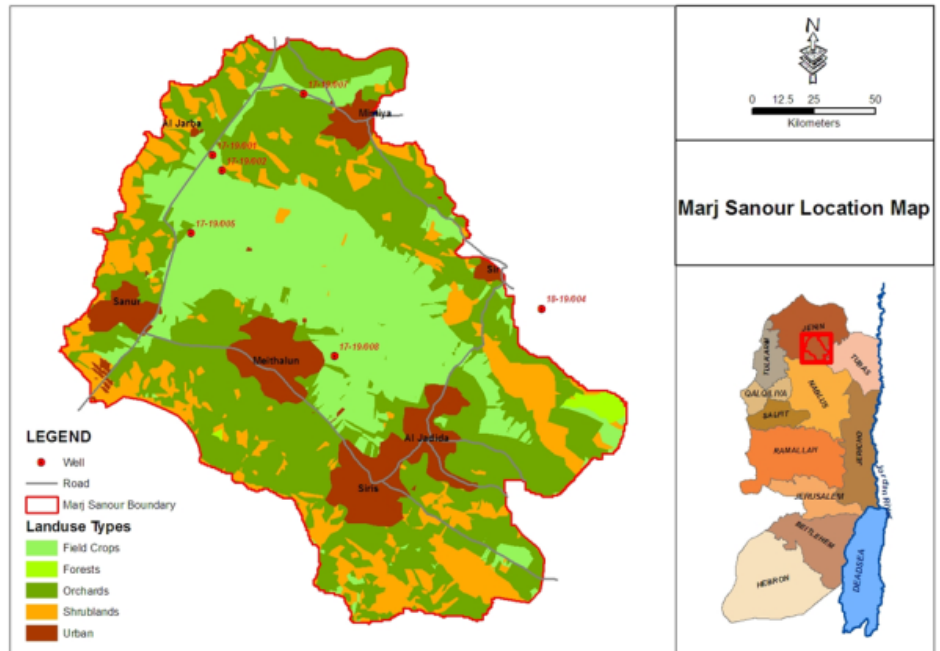 17-19/007
Mirsiya
Al Jarba
17-19/001
17-19/002
17-19/005
Sir
18-19/004
Sanur
Meithalun
17-19/008
Al Jadida
Siris
LEGEND
Well
Road
Marj Sanour Boundary
Landuse Types
Field Crops
Forests
Orchards
Shrublands
Urban
N
0 12.5 25 50
Kilometers
Marj Sanour Location Map
JENIN
TULKARM
TUBAS
QALQILIYA
NABLUS
SALFIT
RAMALLAH
JERICHO
JERUSALEM
BETLEHEM
HEBRON
DEADSEA